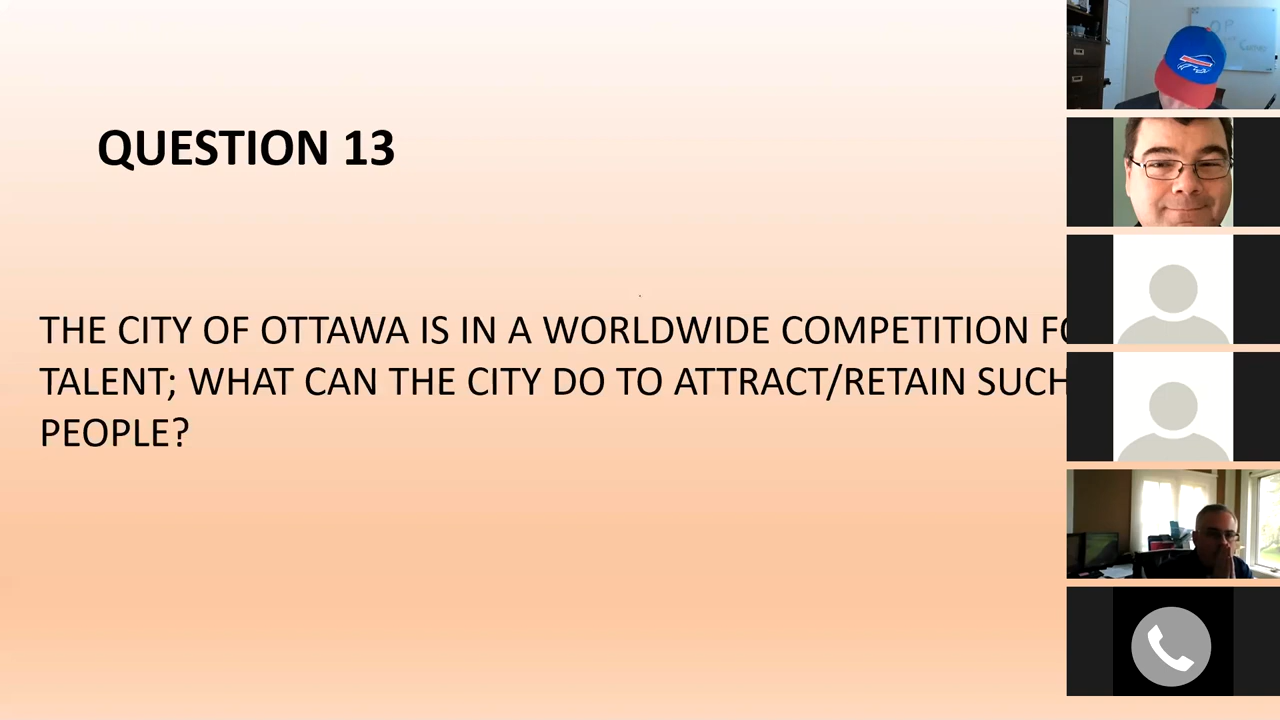 QUESTION 13
THE CITY OF OTTAWA IS IN A WORLDWIDE COMPETITION
TALENT; WHAT CAN THE CITY DO TO ATTRACT/RETAIN SUCH
PEOPLE?